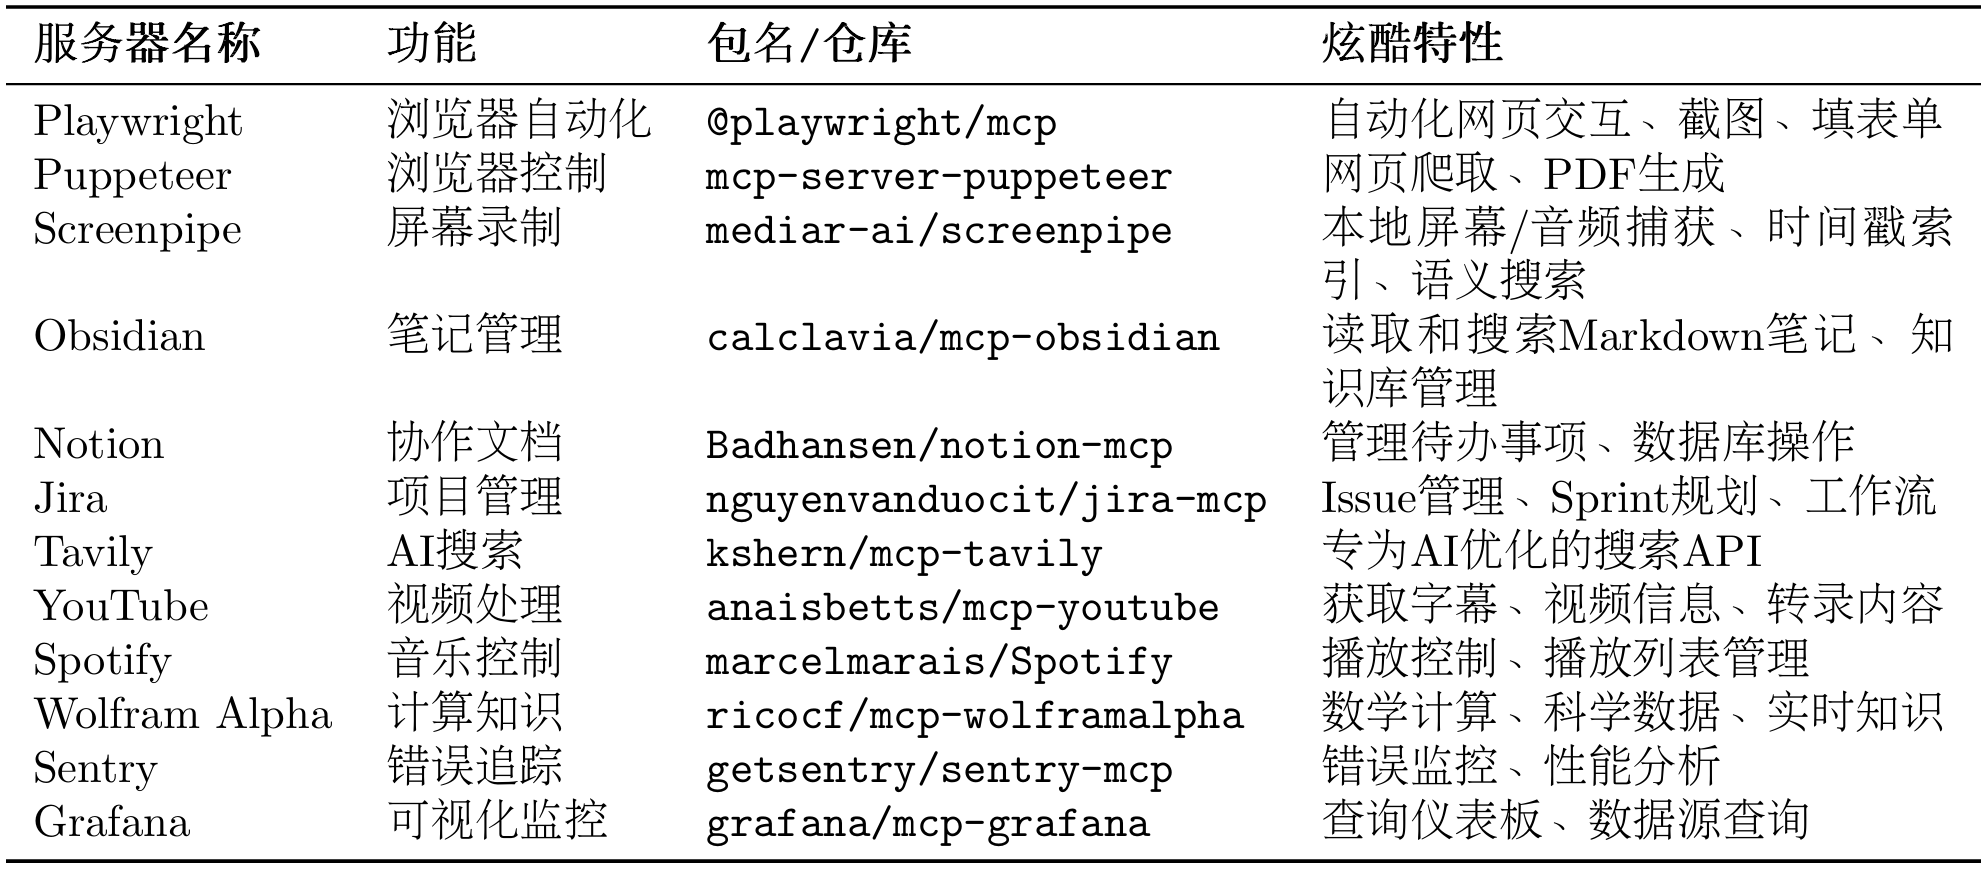 服务器名称 功能 包名/仓库 炫酷特性
Playwright 浏览器自动化 @playwright/mcp 自动化网页交互、截图、填表单
Puppeteer 浏览器控制 mcp-server-puppeteer 网页爬取、PDF生成
Screenpipe 屏幕录制 mediar-ai/screenpipe 本地屏幕/音频捕获、时间戳索
引、语义搜索
Obsidian 笔记管理 calclavia/mcp-obsidian 读取和搜索Markdown笔记、知
识库管理
Notion 协作文档 Badhansen/notion-mcp 管理待办事项、数据库操作
Jira 项目管理 nguyenvanduocit/jira-mcp Issue管理、Sprint规划、工作流
Tavily AI搜索 kshern/mcp-tavily 专为AI优化的搜索API
YouTube 视频处理 anaisbetts/mcp-youtube 获取字幕、视频信息、转录内容
Spotify 音乐控制 marcelmarais/Spotify 播放控制、播放列表管理
Wolfram Alpha 计算知识 ricocf/mcp-wolframalpha 数学计算、科学数据、实时知识
Sentry 错误追踪 getsentry/sentry-mcp 错误监控、性能分析
Grafana 可视化监控 grafana/mcp-grafana 查询仪表板、数据源查询